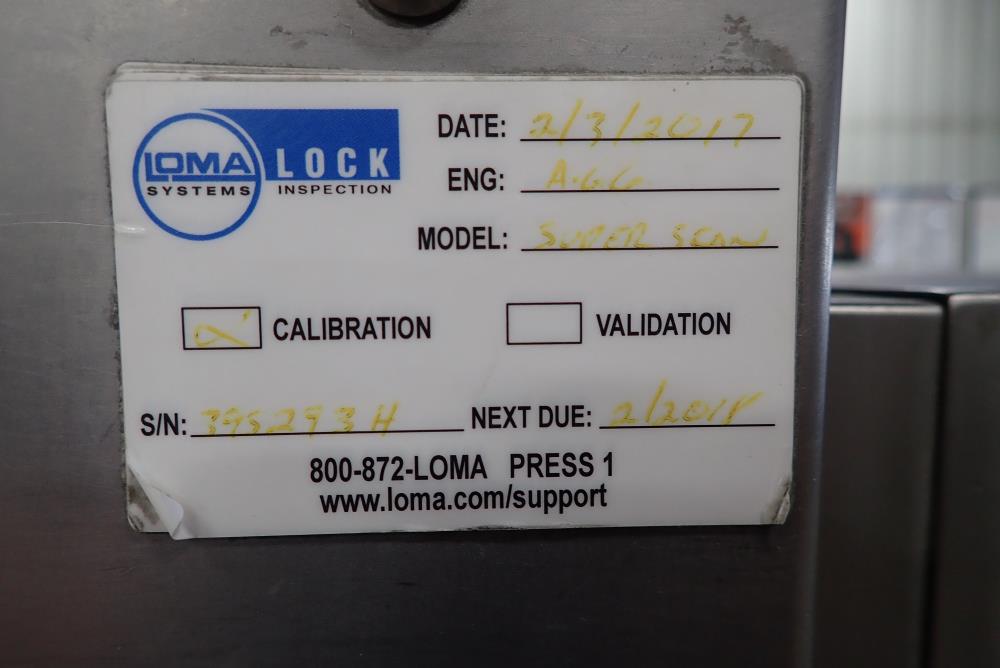 LOMA SYSTEMS LOCK INSPECTION
DATE: 2/3/2017
ENG: A.GG
MODEL: SUPER SCAN
CALIBRATION VALIDATION
S/N: 395293H NEXT DUE: 2/2018
800-872-LOMA PRESS 1
www.loma.com/support